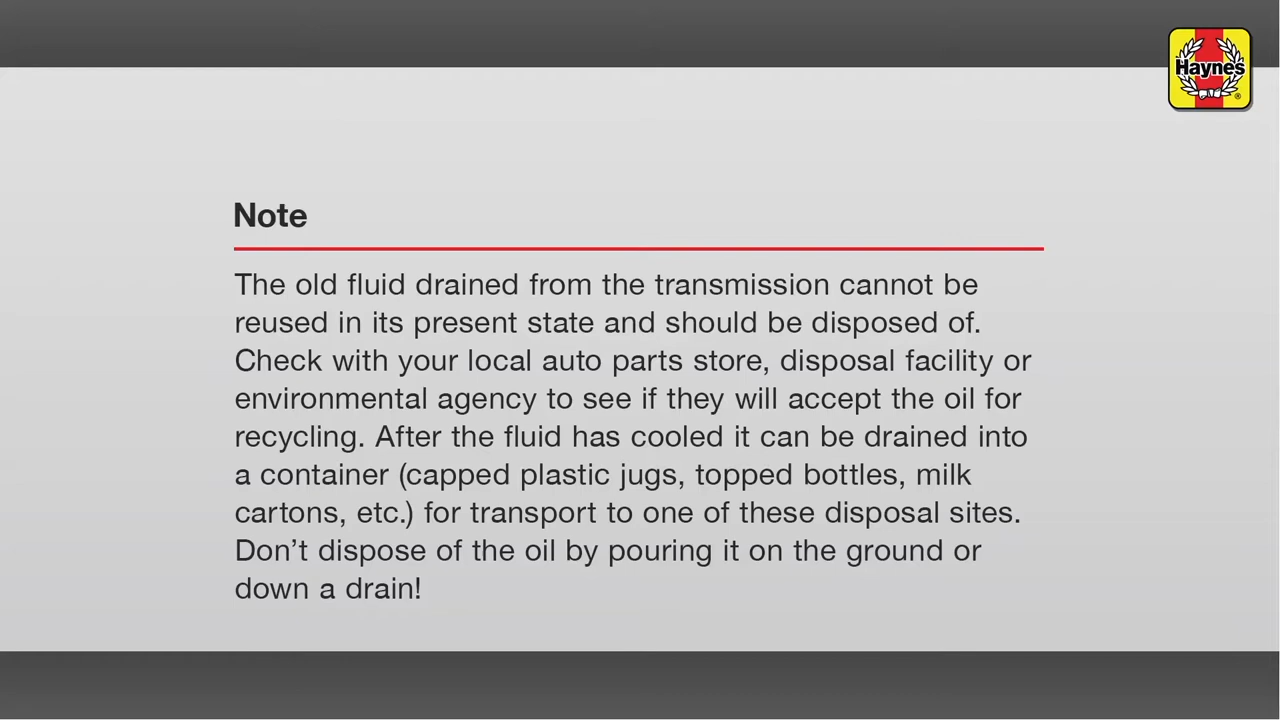 Haynes
Note
The old fluid drained from the transmission cannot be
reused in its present state and should be disposed of.
Check with your local auto parts store, disposal facility or
environmental agency to see if they will accept the oil for
recycling. After the fluid has cooled it can be drained into
a container (capped plastic jugs, topped bottles, milk
cartons, etc.) for transport to one of these disposal sites.
Don’t dispose of the oil by pouring it on the ground or
down a drain!